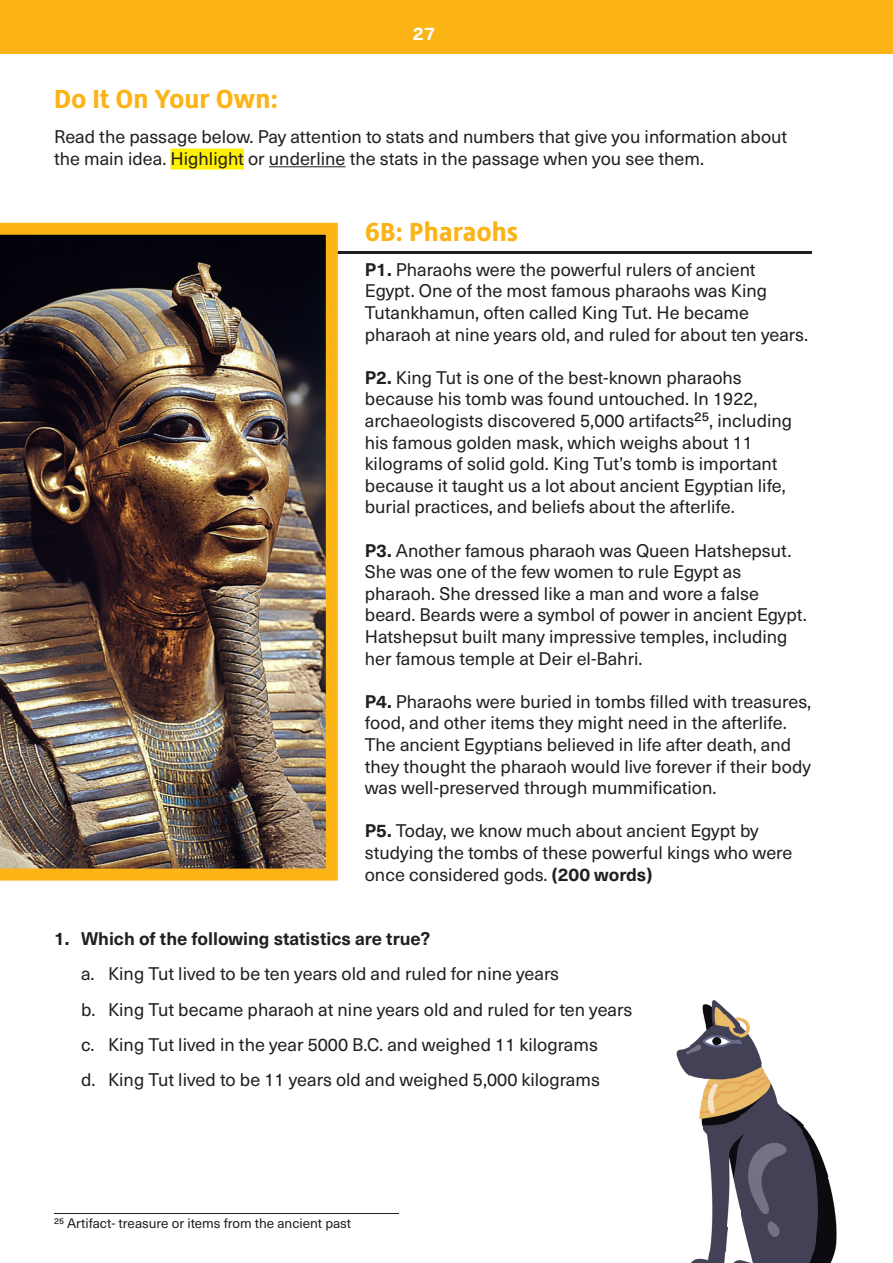 27
Do It On Your Own:
Read the passage below. Pay attention to stats and numbers that give you information about
the main idea. Highlight or underline the stats in the passage when you see them.
6B: Pharaohs
P1. Pharaohs were the powerful rulers of ancient
Egypt. One of the most famous pharaohs was King
Tutankhamun, often called King Tut. He became
pharaoh at nine years old, and ruled for about ten years.
P2. King Tut is one of the best-known pharaohs
because his tomb was found untouched. In 1922,
archaeologists discovered 5,000 artifacts²⁵, including
his famous golden mask, which weighs about 11
kilograms of solid gold. King Tut’s tomb is important
because it taught us a lot about ancient Egyptian life,
burial practices, and beliefs about the afterlife.
P3. Another famous pharaoh was Queen Hatshepsut.
She was one of the few women to rule Egypt as
pharaoh. She dressed like a man and wore a false
beard. Beards were a symbol of power in ancient Egypt.
Hatshepsut built many impressive temples, including
her famous temple at Deir el-Bahri.
P4. Pharaohs were buried in tombs filled with treasures,
food, and other items they might need in the afterlife.
The ancient Egyptians believed in life after death, and
they thought the pharaoh would live forever if their body
was well-preserved through mummification.
P5. Today, we know much about ancient Egypt by
studying the tombs of these powerful kings who were
once considered gods. (200 words)
1. Which of the following statistics are true?
a. King Tut lived to be ten years old and ruled for nine years
b. King Tut became pharaoh at nine years old and ruled for ten years
c. King Tut lived in the year 5000 B.C. and weighed 11 kilograms
d. King Tut lived to be 11 years old and weighed 5,000 kilograms
²⁵ Artifact- treasure or items from the ancient past